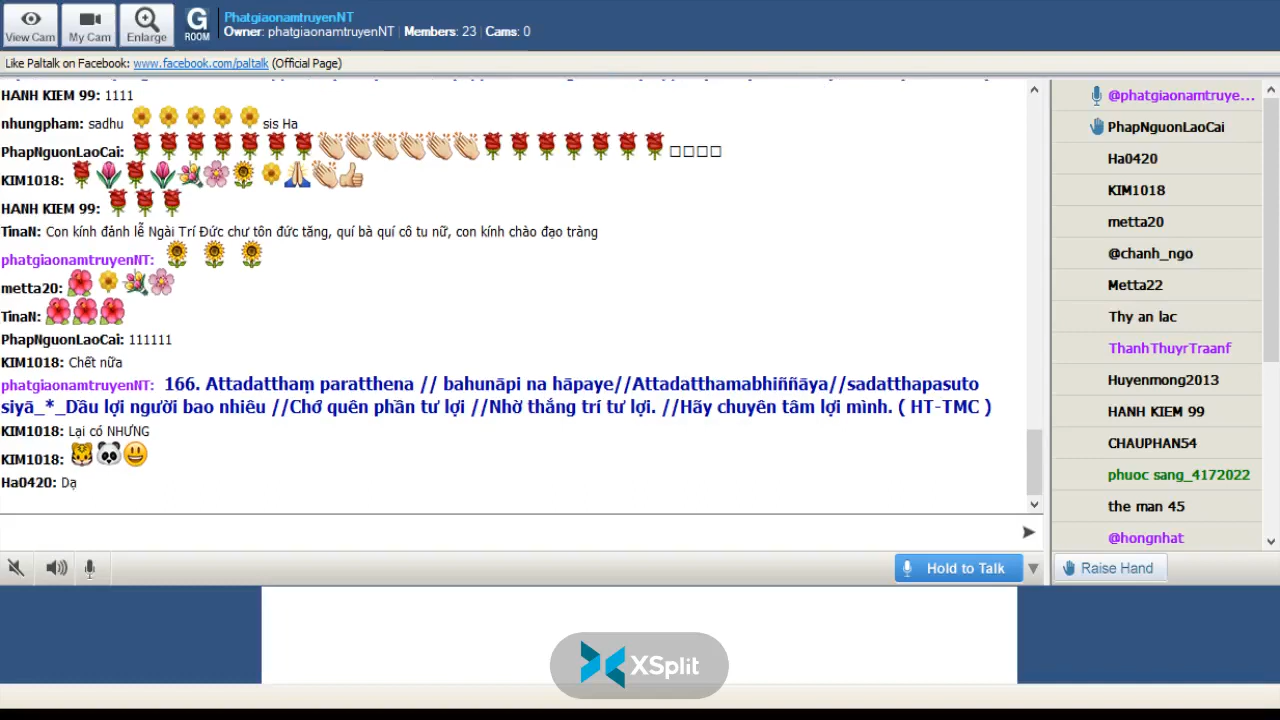 View Cam
My Cam
Enlarge
G
ROOM
PhatgiaonamtruyenNT
Owner: phatgiaonamtruyenNT | Members: 23 | Cams: 0
Like Paltalk on Facebook: www.facebook.com/paltalk (Official Page)
HANH KIEM 99: 1111
nhungpham: sadhu sis Ha
PhapNguonLaoCai: □□□□
KIM1018:
HANH KIEM 99:
TinaN: Con kính đảnh lễ Ngài Trí Đức chư tôn đức tăng, quí bà quí cô tu nữ, con kính chào đạo tràng
phatgiaonamtruyenNT:
metta20:
TinaN:
PhapNguonLaoCai: 111111
KIM1018: Chết nữa
phatgiaonamtruyenNT: 166. Attadatthaṃ paratthena // bahunāpi na hāpaye//Attadatthamabhiññāya//sadatthapasuto
siyā_*_Dầu lợi người bao nhiêu //Chớ quên phần tư lợi //Nhờ thắng trí tư lợi. //Hãy chuyên tâm lợi mình. ( HT-TMC )
KIM1018: Lại có NHƯNG
KIM1018:
Ha0420: Dạ
Hold to Talk
@phatgiaonamtruye...
PhapNguonLaoCai
Ha0420
KIM1018
metta20
@chanh_ngo
Metta22
Thy an lac
ThanhThuyrTraanf
Huyenmong2013
HANH KIEM 99
CHAUPHAN54
phuoc sang_4172022
the man 45
@hongnhat
Raise Hand
XSplit